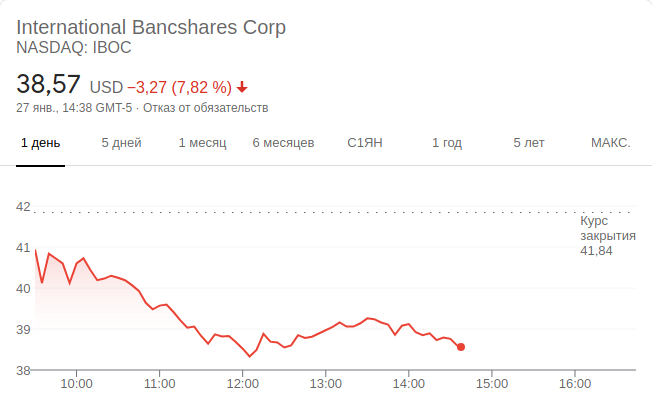 International Bancshares Corp
NASDAQ: IBOC
38,57 USD −3,27 (7,82 %)
27 янв., 14:38 GMT-5 · Отказ от обязательств
1 день 5 дней 1 месяц 6 месяцев С1ЯН 1 год 5 лет МАКС.
42
Курс
закрытия
41,84
41
40
39
38
10:00 11:00 12:00 13:00 14:00 15:00 16:00